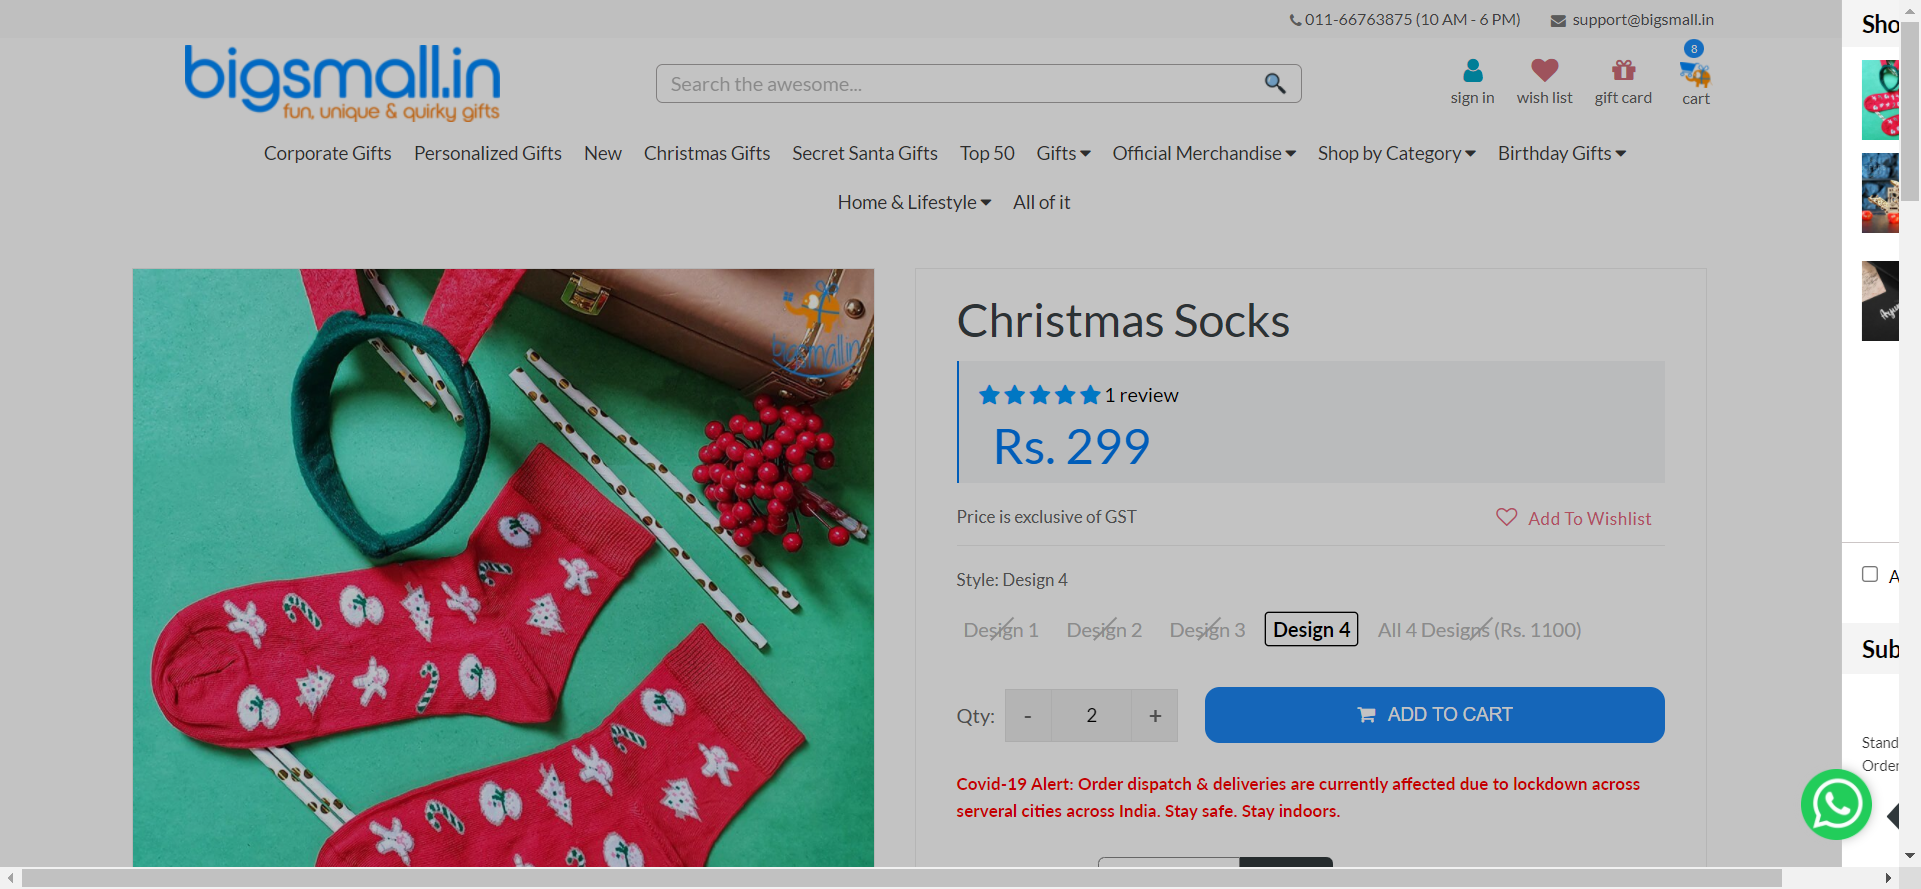 011-66763875 (10 AM - 6 PM)
support@bigsmall.in
Sho
bigsmall.in
fun, unique & quirky gifts
Search the awesome...
sign in
wish list
gift card
8
cart
Corporate Gifts
Personalized Gifts
New
Christmas Gifts
Secret Santa Gifts
Top 50
Gifts
Official Merchandise
Shop by Category
Birthday Gifts
Home & Lifestyle
All of it
bigsmall.in
Christmas Socks
1 review
Rs. 299
Price is exclusive of GST
Add To Wishlist
Style: Design 4
Design 1
Design 2
Design 3
Design 4
All 4 Designs (Rs. 1100)
Qty:
-
2
+
ADD TO CART
Covid-19 Alert: Order dispatch & deliveries are currently affected due to lockdown across
serveral cities across India. Stay safe. Stay indoors.
A
Sub
Stand
Order